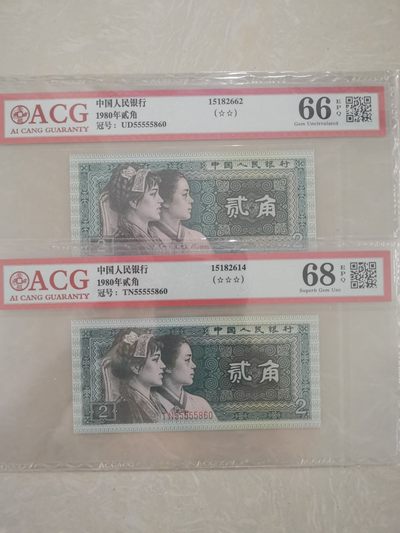 ACG
AI CANG GUARANTY
中国人民银行
1980年贰角
冠号: UD55555860
15182662
(☆☆)
66
EPQ
Gem Uncirculated
中国人民银行
贰角
2
ACG
AI CANG GUARANTY
中国人民银行
1980年贰角
冠号: TN55555860
15182614
(☆☆☆)
68
EPQ
Superb Gem Unc
中国人民银行
贰角
2
TN55555860
2